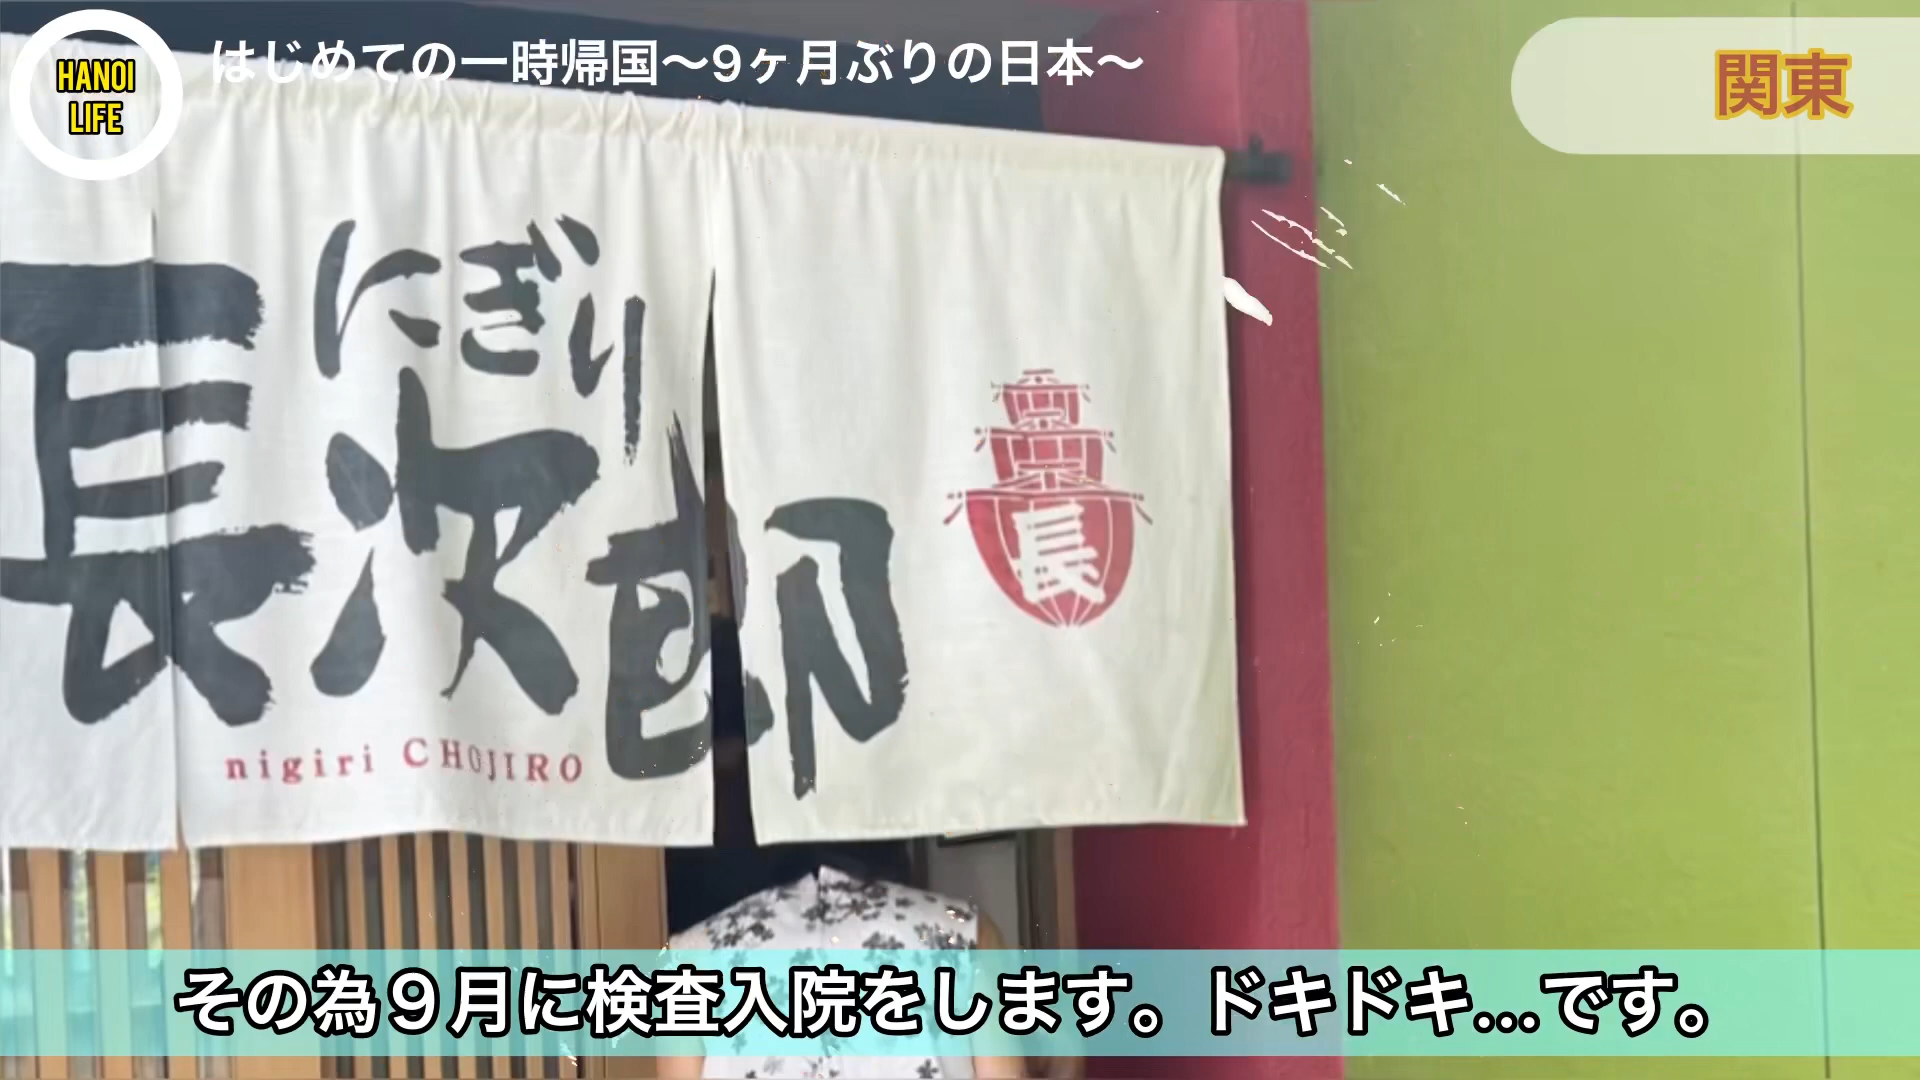 HANOI
LIFE
はじめての一時帰国〜9ヶ月ぶりの日本〜
関東
にぎり
長次郎
nigiri CHOJIRO
長
その為９月に検査入院をします。ドキドキ...です。